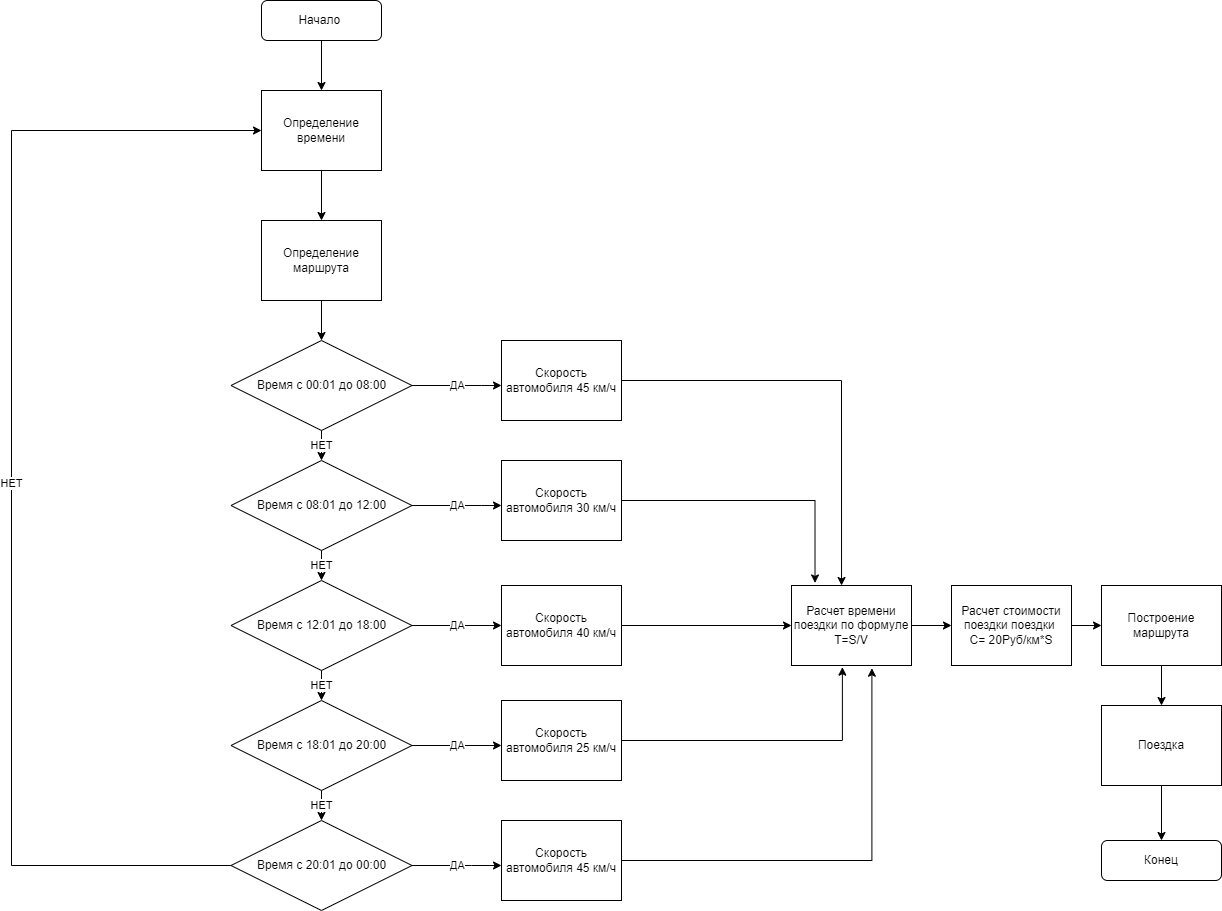 Начало
Определение
времени
Определение
маршрута
Время с 00:01 до 08:00
ДА
Скорость
автомобиля 45 км/ч
НЕТ
НЕТ
Время с 08:01 до 12:00
ДА
Скорость
автомобиля 30 км/ч
НЕТ
Время с 12:01 до 18:00
ДА
Скорость
автомобиля 40 км/ч
Расчет времени
поездки по формуле
T=S/V
Расчет стоимости
поездки поездки
C= 20Руб/км*S
Построение
маршрута
НЕТ
Время с 18:01 до 20:00
ДА
Скорость
автомобиля 25 км/ч
Поездка
НЕТ
Время с 20:01 до 00:00
ДА
Скорость
автомобиля 45 км/ч
Конец